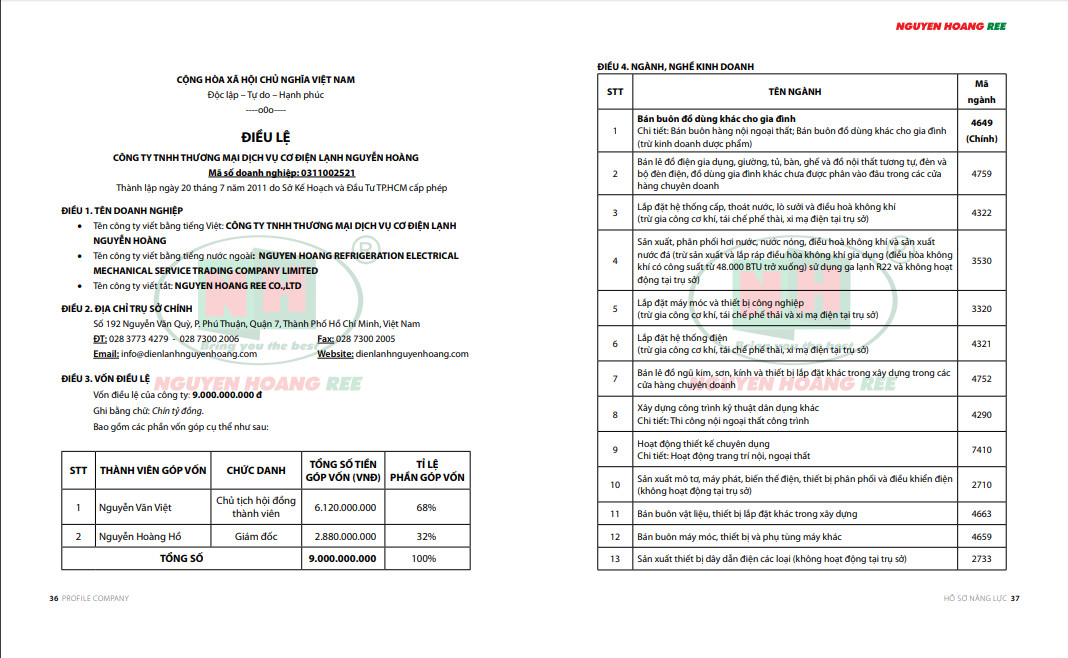 NGUYEN HOANG REE
CỘNG HÒA XÃ HỘI CHỦ NGHĨA VIỆT NAM
Độc lập – Tự do – Hạnh phúc
----o0o----
ĐIỀU LỆ
CÔNG TY TNHH THƯƠNG MẠI DỊCH VỤ CƠ ĐIỆN LẠNH NGUYỄN HOÀNG
Mã số doanh nghiệp: 0311002521
Thành lập ngày 20 tháng 7 năm 2011 do Sở Kế Hoạch và Đầu Tư TP.HCM cấp phép
ĐIỀU 1. TÊN DOANH NGHIỆP
• Tên công ty viết bằng tiếng Việt: CÔNG TY TNHH THƯƠNG MẠI DỊCH VỤ CƠ ĐIỆN LẠNH
NGUYỄN HOÀNG
• Tên công ty viết bằng tiếng nước ngoài: NGUYEN HOANG REFRIGERATION ELECTRICAL
MECHANICAL SERVICE TRADING COMPANY LIMITED
• Tên công ty viết tắt: NGUYEN HOANG REE CO.,LTD
ĐIỀU 2. ĐỊA CHỈ TRỤ SỞ CHÍNH
Số 192 Nguyễn Văn Quỳ, P. Phú Thuận, Quận 7, Thành Phố Hồ Chí Minh, Việt Nam
ĐT: 028 3773 4279 - 028 7300 2006 Fax: 028 7300 2005
Email: info@dienlanhnguyenhoang.com Website: dienlanhnguyenhoang.com
ĐIỀU 3. VỐN ĐIỀU LỆ
Vốn điều lệ của công ty: 9.000.000.000 đ
Ghi bằng chữ: Chín tỷ đồng.
Bao gồm các phần vốn góp cụ thể như sau:
STT THÀNH VIÊN GÓP VỐN CHỨC DANH TỔNG SỐ TIỀN GÓP VỐN (VNĐ) TỈ LỆ PHẦN GÓP VỐN
1 Nguyễn Văn Việt Chủ tịch hội đồng thành viên 6.120.000.000 68%
2 Nguyễn Hoàng Hổ Giám đốc 2.880.000.000 32%
TỔNG SỐ 9.000.000.000 100%
NH
®
Bring you the best
NGUYEN HOANG REE
36 PROFILE COMPANY
ĐIỀU 4. NGÀNH, NGHỀ KINH DOANH
STT TÊN NGÀNH Mã ngành
1 Bán buôn đồ dùng khác cho gia đình 4649
Chi tiết: Bán buôn hàng nội ngoại thất; Bán buôn đồ dùng khác cho gia đình (Chính)
(trừ kinh doanh dược phẩm)
2 Bán lẻ đồ điện gia dụng, giường, tủ, bàn, ghế và đồ nội thất tương tự, đèn và
bộ đèn điện, đồ dùng gia đình khác chưa được phân vào đâu trong các cửa 4759
hàng chuyên doanh
3 Lắp đặt hệ thống cấp, thoát nước, lò sưởi và điều hoà không khí 4322
(trừ gia công cơ khí, tái chế phế thải, xi mạ điện tại trụ sở)
4 Sản xuất, phân phối hơi nước, nước nóng, điều hoà không khí và sản xuất
nước đá (trừ sản xuất và lắp ráp điều hòa không khí gia dụng (điều hòa không 3530
khí có công suất từ 48.000 BTU trở xuống) sử dụng ga lạnh R22 và không hoạt
động tại trụ sở)
5 Lắp đặt máy móc và thiết bị công nghiệp 3320
(trừ gia công cơ khí, tái chế phế thải và xi mạ điện tại trụ sở)
6 Lắp đặt hệ thống điện 4321
(trừ gia công cơ khí, tái chế phế thải, xi mạ điện tại trụ sở)
7 Bán lẻ đồ ngũ kim, sơn, kính và thiết bị lắp đặt khác trong xây dựng trong các 4752
cửa hàng chuyên doanh
8 Xây dựng công trình kỹ thuật dân dụng khác 4290
Chi tiết: Thi công nội ngoại thất công trình
9 Hoạt động thiết kế chuyên dụng 7410
Chi tiết: Hoạt động trang trí nội, ngoại thất
10 Sản xuất mô tơ, máy phát, biến thế điện, thiết bị phân phối và điều khiển điện 2710
(không hoạt động tại trụ sở)
11 Bán buôn vật liệu, thiết bị lắp đặt khác trong xây dựng 4663
12 Bán buôn máy móc, thiết bị và phụ tùng máy khác 4659
13 Sản xuất thiết bị dây dẫn điện các loại (không hoạt động tại trụ sở) 2733
NH
®
Bring you the best
NGUYEN HOANG REE
HỒ SƠ NĂNG LỰC 37